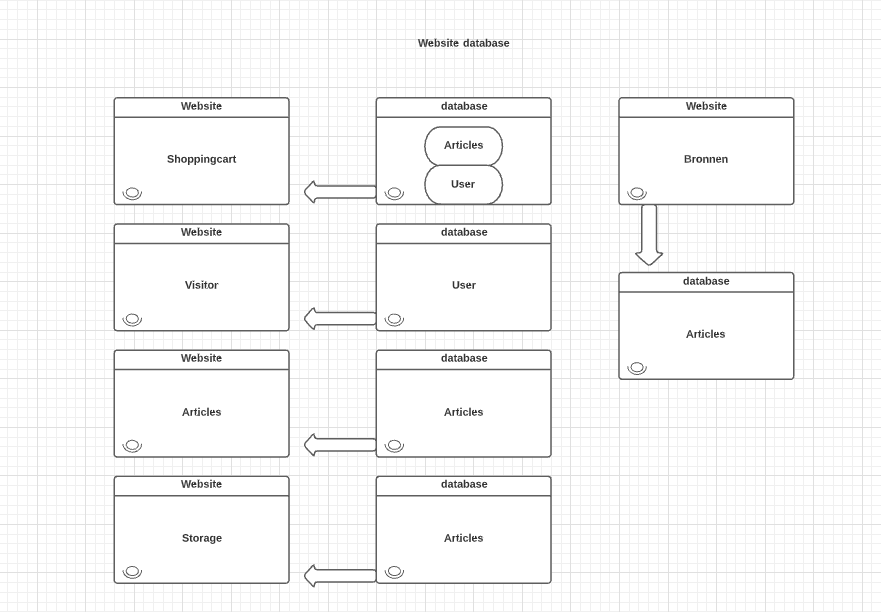 Website database
Website
Shoppingcart
database
Articles
User
Website
Bronnen
Website
Visitor
database
User
database
Articles
Website
Articles
database
Articles
Website
Storage
database
Articles